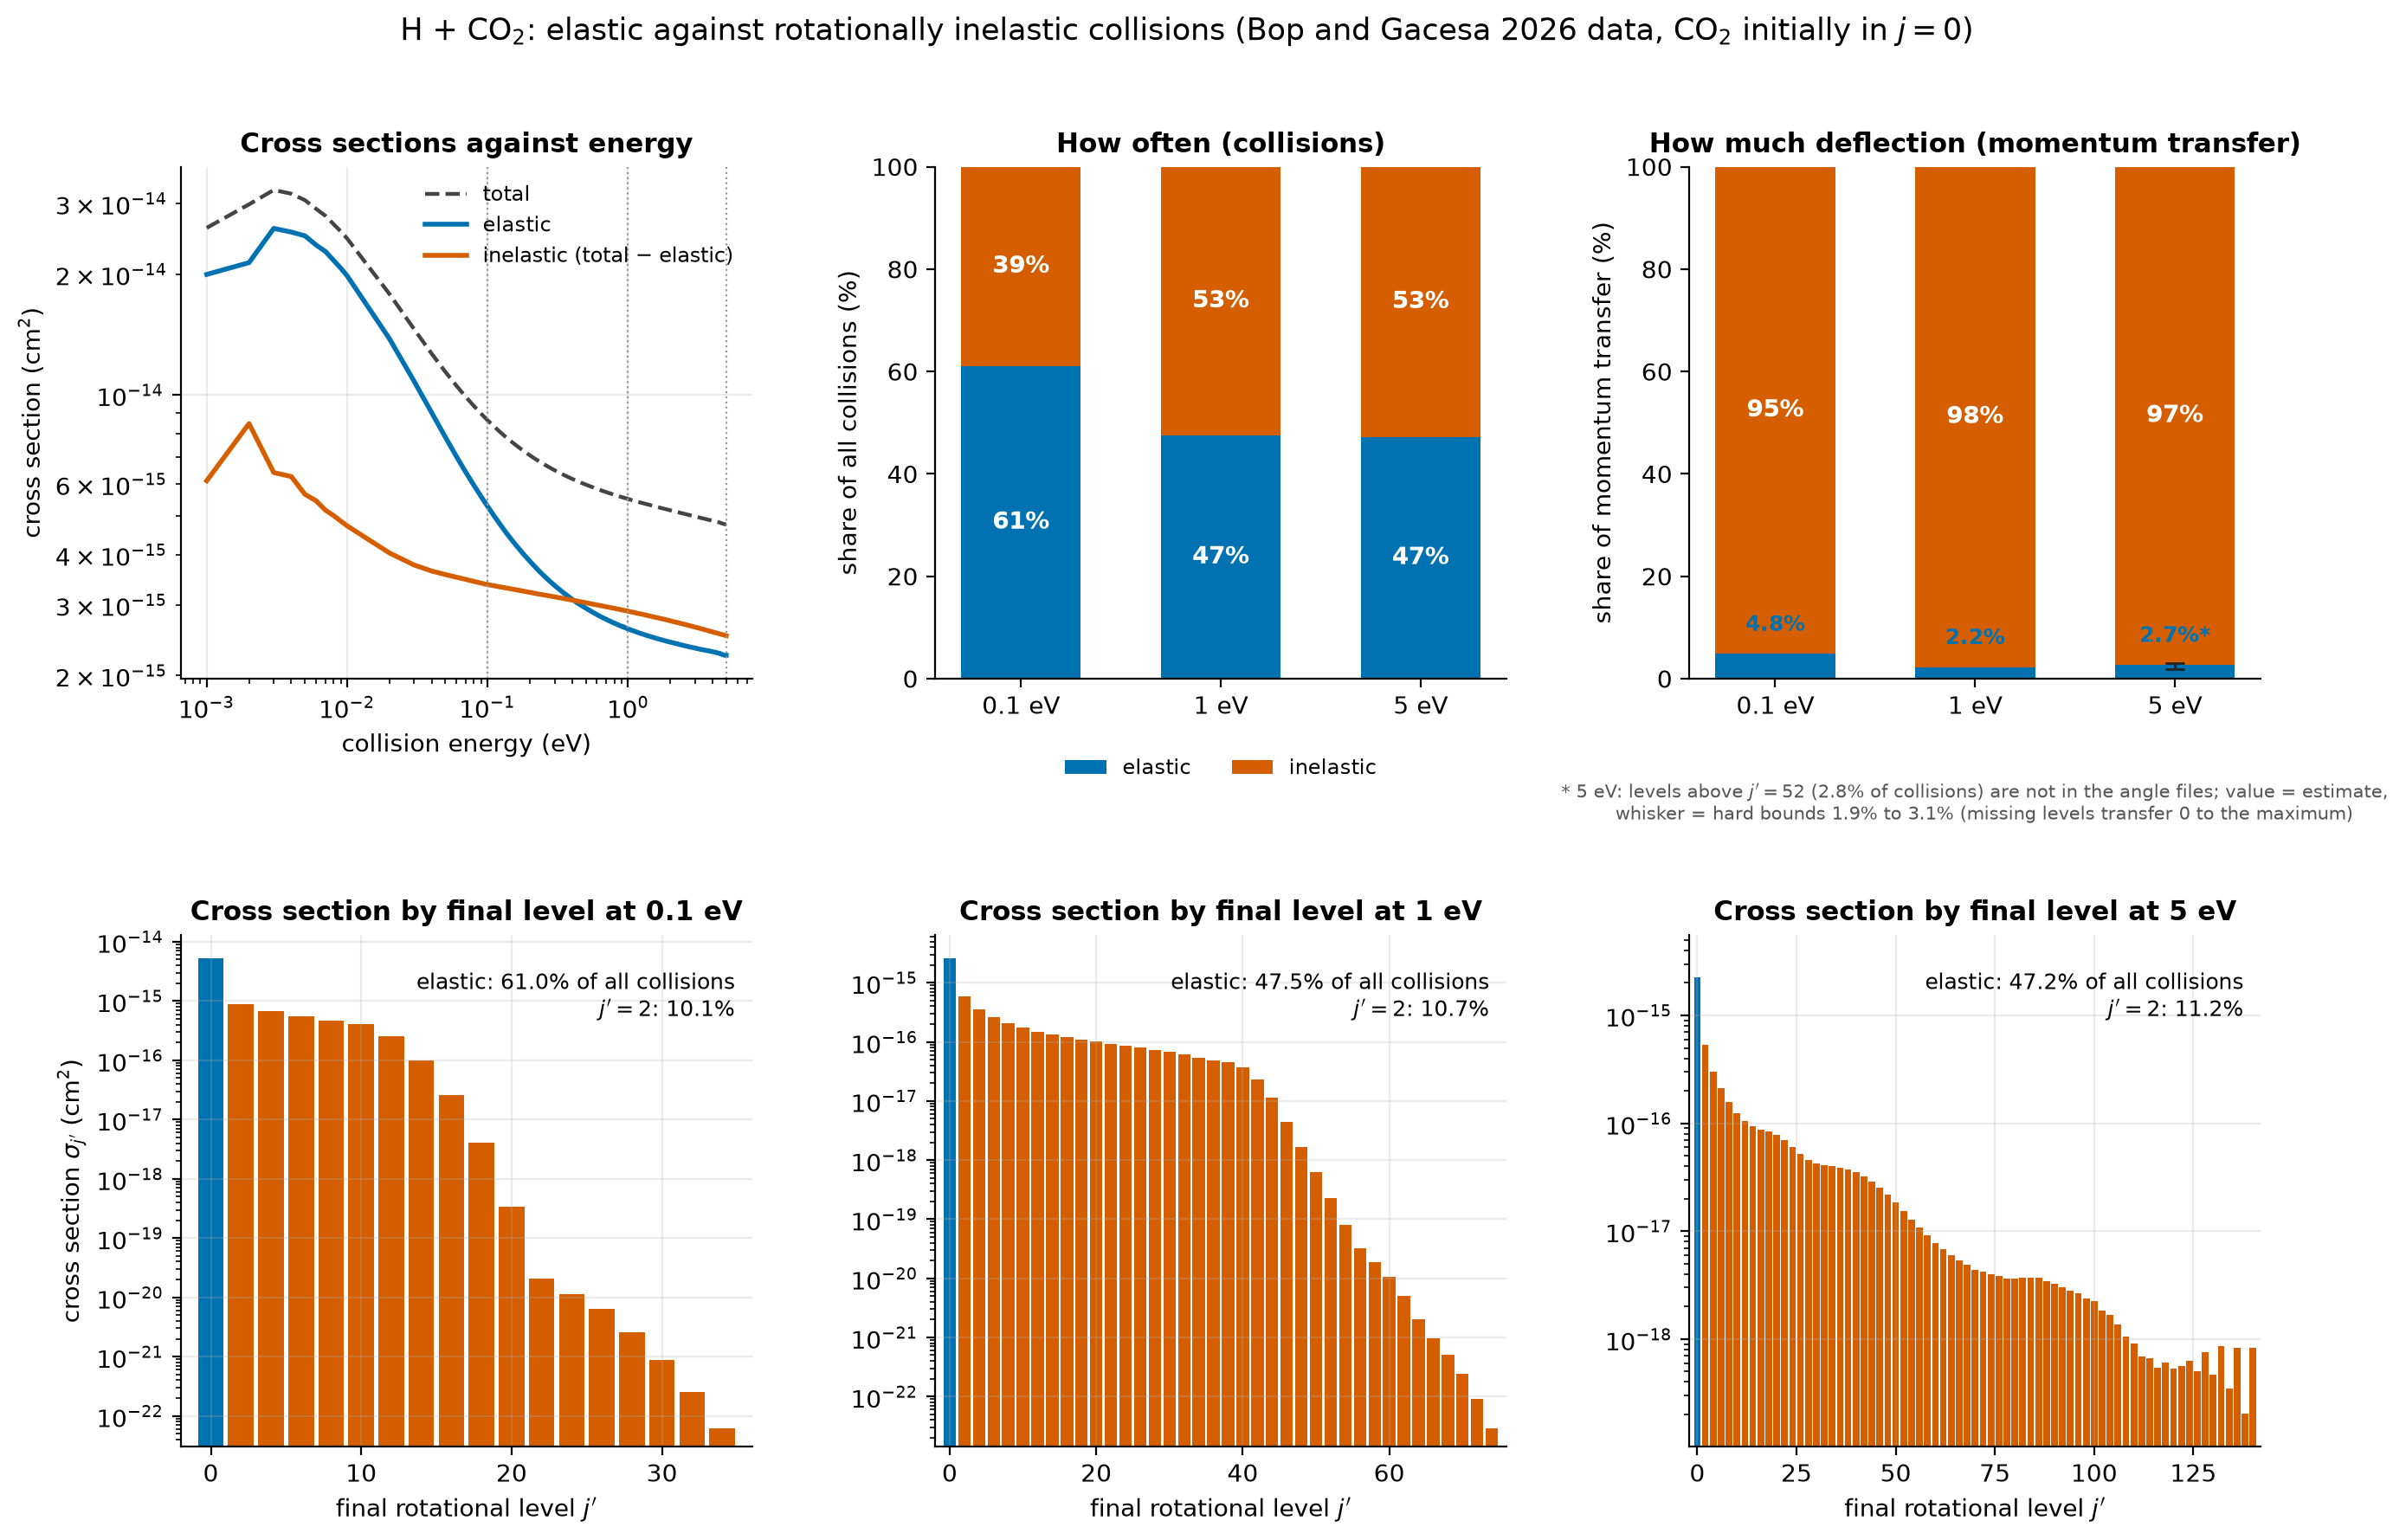 H + CO₂: elastic against rotationally inelastic collisions (Bop and Gacesa 2026 data, CO₂ initially in j = 0)
Cross sections against energy
cross section (cm²)
3 × 10⁻¹⁴
2 × 10⁻¹⁴
10⁻¹⁴
6 × 10⁻¹⁵
4 × 10⁻¹⁵
3 × 10⁻¹⁵
2 × 10⁻¹⁵
total
elastic
inelastic (total − elastic)
10⁻³ 10⁻² 10⁻¹ 10⁰
collision energy (eV)
How often (collisions)
share of all collisions (%)
100
80
60
40
20
0
39% 53% 53%
61% 47% 47%
0.1 eV 1 eV 5 eV
elastic inelastic
How much deflection (momentum transfer)
share of momentum transfer (%)
100
80
60
40
20
0
95% 98% 97%
4.8% 2.2% 2.7%*
0.1 eV 1 eV 5 eV
* 5 eV: levels above j′ = 52 (2.8% of collisions) are not in the angle files; value = estimate,
whisker = hard bounds 1.9% to 3.1% (missing levels transfer 0 to the maximum)
Cross section by final level at 0.1 eV
cross section σj′ (cm²)
10⁻¹⁴
10⁻¹⁵
10⁻¹⁶
10⁻¹⁷
10⁻¹⁸
10⁻¹⁹
10⁻²⁰
10⁻²¹
10⁻²²
elastic: 61.0% of all collisions
j′ = 2: 10.1%
0 10 20 30
final rotational level j′
Cross section by final level at 1 eV
10⁻¹⁵
10⁻¹⁶
10⁻¹⁷
10⁻¹⁸
10⁻¹⁹
10⁻²⁰
10⁻²¹
10⁻²²
elastic: 47.5% of all collisions
j′ = 2: 10.7%
0 20 40 60
final rotational level j′
Cross section by final level at 5 eV
10⁻¹⁵
10⁻¹⁶
10⁻¹⁷
10⁻¹⁸
elastic: 47.2% of all collisions
j′ = 2: 11.2%
0 25 50 75 100 125
final rotational level j′